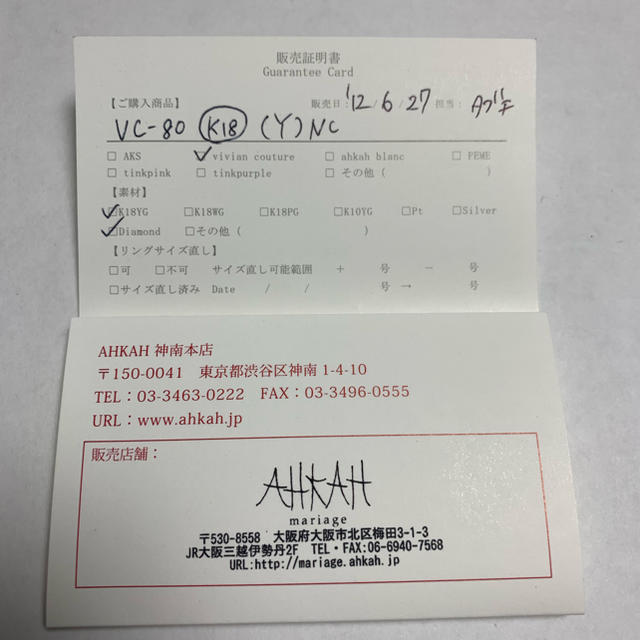 販売証明書
Guarantee Card
【ご購入商品】 販売日：'12/6/27 担当：
VC-80 K18 (Y) NC
□ AKS □ vivian couture □ ahkah blanc □ PEME
□ tinkpink □ tinkpurple □ その他（ ）
【素材】
□K18YG □K18WG □K18PG □K10YG □Pt □Silver
□Diamond □その他（ ）
【リングサイズ直し】
□可 □不可 サイズ直し可能範囲 ＋ 号 － 号
□サイズ直し済み Date / / 号 → 号
AHKAH 神南本店
〒150-0041 東京都渋谷区神南 1-4-10
TEL：03-3463-0222 FAX：03-3496-0555
URL：www.ahkah.jp
販売店舗：
AHKAH
mariage
〒530-8558 大阪府大阪市北区梅田3-1-3
JR大阪三越伊勢丹2F TEL・FAX:06-6940-7568
URL:http://mariage.ahkah.jp